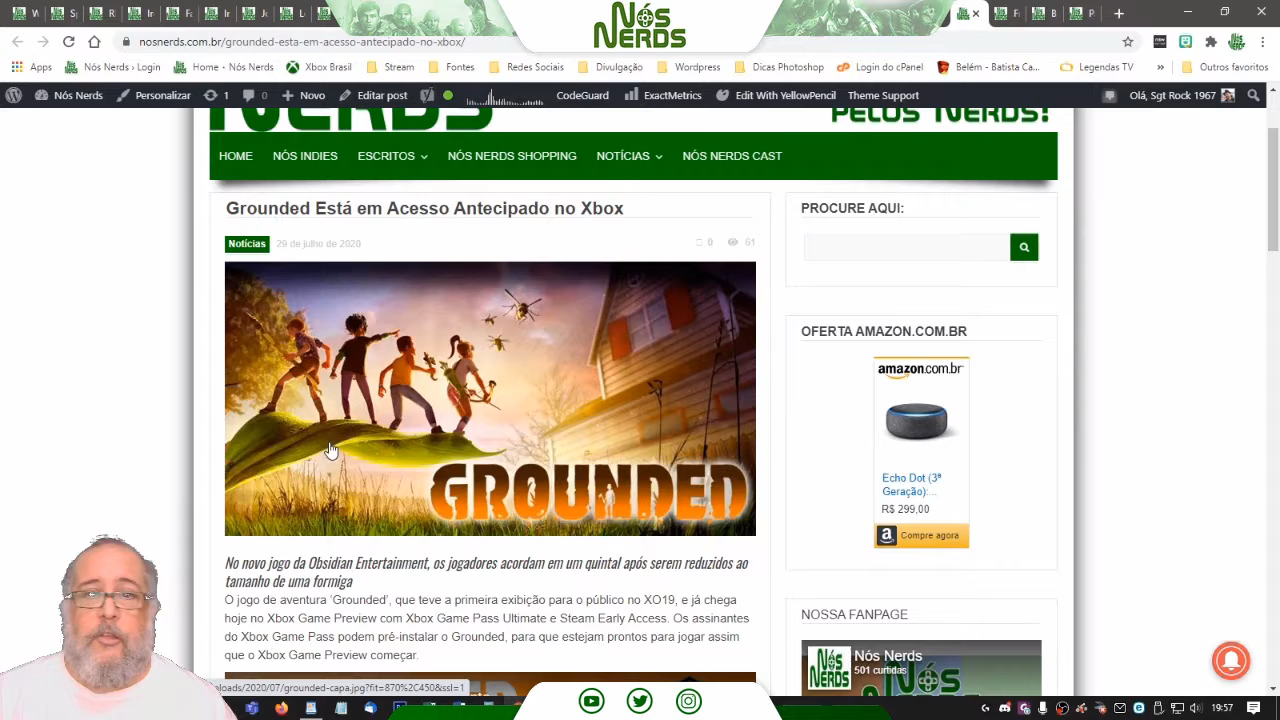 Nós
NERDS
nosnerds.com.br/grounded-esta-em-acesso-antecipado-no-xbox/
Apps
Nós Nerds › Login
Home · Nós Nerds
Xbox Brasil
Stream
Fontes
Redes Sociais
Divulgação
Wordpress
Dicas Photoshop
Login do cPanel
Belém - Batista Ca...
Legendas TV
»
Outros favoritos
Nós Nerds
Personalizar
1
0
Novo
Editar Post
CodeGuard
ExactMetrics
Edit With YellowPencil
Smart Support
Olá, Sgt Rock 1967
NERDS
PELOS NERDS!
HOME
NÓS INDIES
ESCRITOS
NÓS NERDS SHOPPING
NOTÍCIAS
NÓS NERDS CAST
Grounded Está em Acesso Antecipado no Xbox
Notícias
29 de julho de 2020
0
61
GROUNDED
No novo jogo da Obsidian Entertainment, os jogadores acordam em um quintal após serem reduzidos ao
tamanho de uma formiga
O jogo de aventura 'Grounded', que teve a primeira exibição para o público no XO19, e já chega
hoje no Xbox Game Preview com Xbox Game Pass Ultimate e Steam Early Access. Os assinantes
do Xbox Game Pass podem pré-instalar o Grounded, para que estejam prontos para jogar assim
que o Xbox Game Preview começar.
PROCURE AQUI:
OFERTA AMAZON.COM.BR
amazon.com.br
Echo Dot (3ª
Geração):...
R$ 299,00
Compre agora
NOSSA FANPAGE
Nós Nerds
501 curtidas
Nós
NERDS
Nós
ploads/2020/07/grounded-capa.jpg?fit=870%2C450&ssl=1
19:57